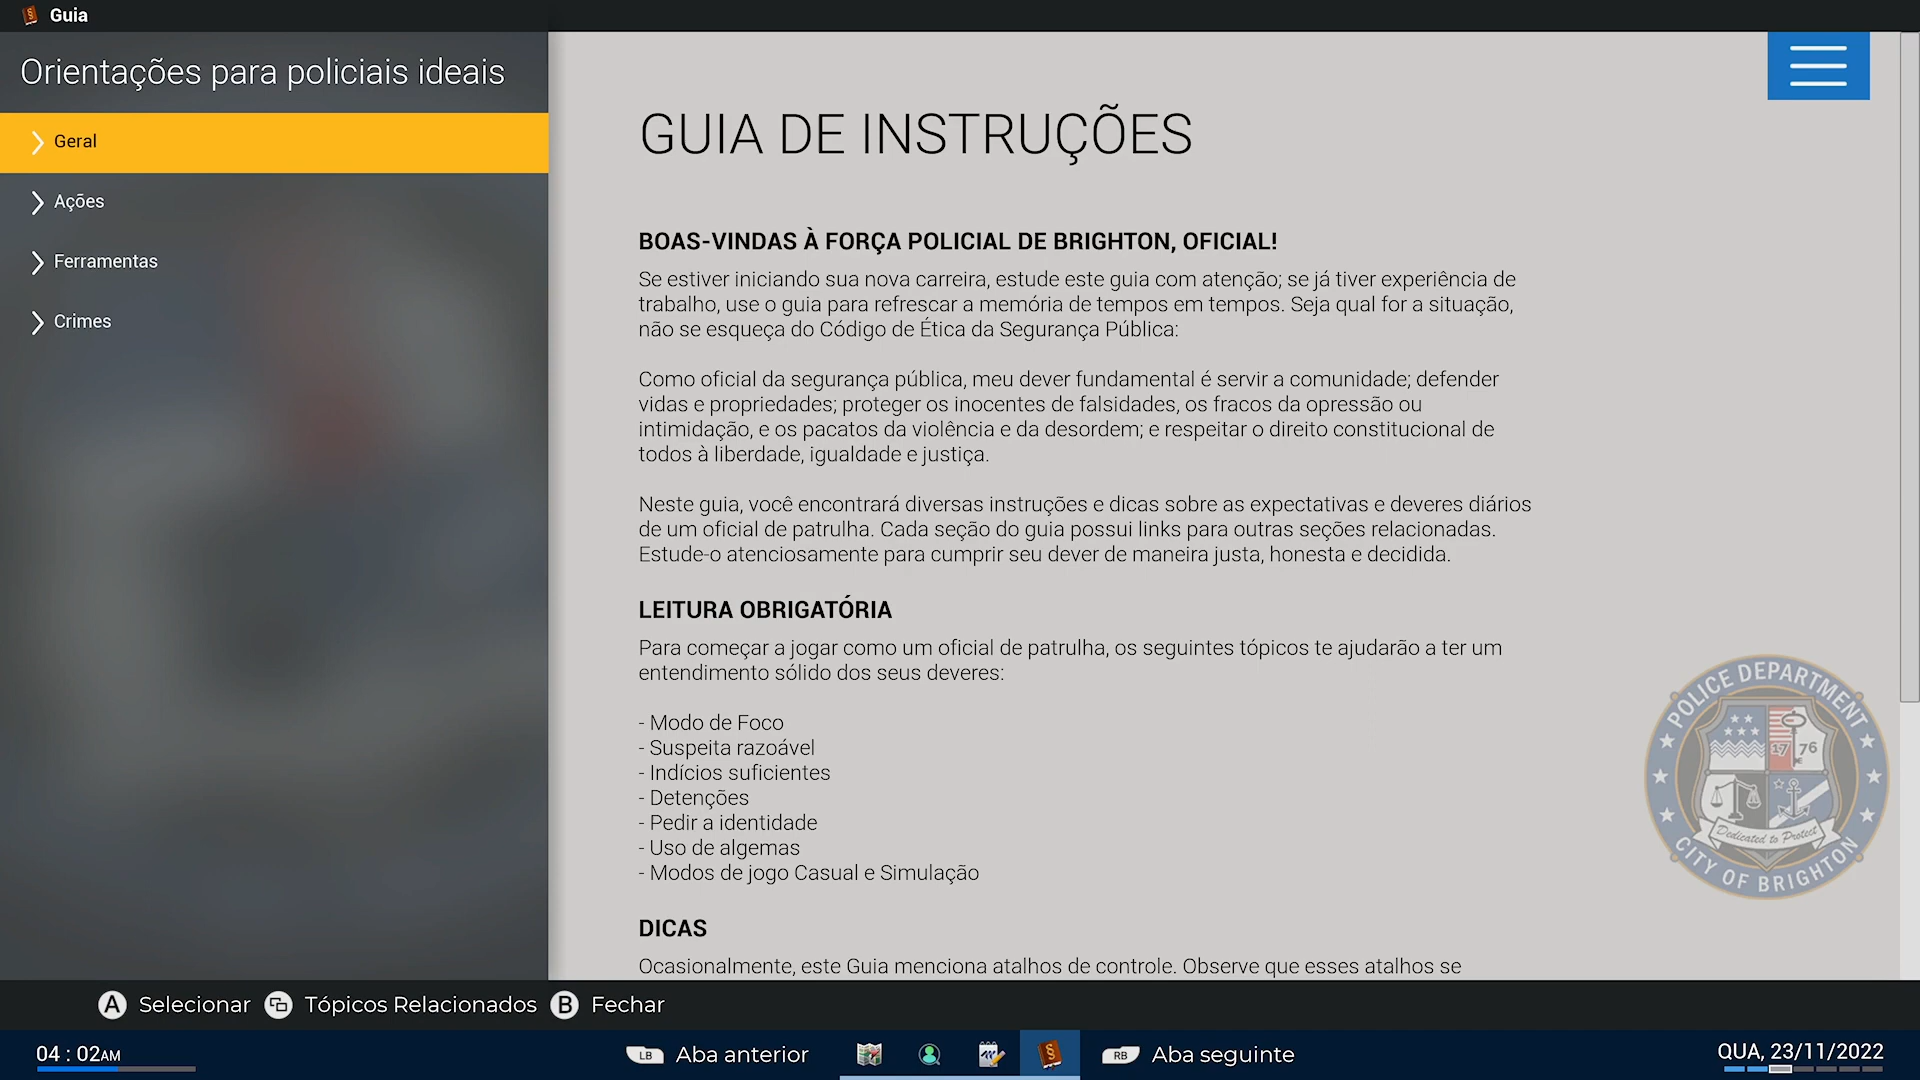 Guia
Orientações para policiais ideais
Geral
Ações
Ferramentas
Crimes
GUIA DE INSTRUÇÕES
BOAS-VINDAS À FORÇA POLICIAL DE BRIGHTON, OFICIAL!
Se estiver iniciando sua nova carreira, estude este guia com atenção; se já tiver experiência de
trabalho, use o guia para refrescar a memória de tempos em tempos. Seja qual for a situação,
não se esqueça do Código de Ética da Segurança Pública:
Como oficial da segurança pública, meu dever fundamental é servir a comunidade; defender
vidas e propriedades; proteger os inocentes de falsidades, os fracos da opressão ou
intimidação, e os pacatos da violência e da desordem; e respeitar o direito constitucional de
todos à liberdade, igualdade e justiça.
Neste guia, você encontrará diversas instruções e dicas sobre as expectativas e deveres diários
de um oficial de patrulha. Cada seção do guia possui links para outras seções relacionadas.
Estude-o atenciosamente para cumprir seu dever de maneira justa, honesta e decidida.
LEITURA OBRIGATÓRIA
Para começar a jogar como um oficial de patrulha, os seguintes tópicos te ajudarão a ter um
entendimento sólido dos seus deveres:
- Modo de Foco
- Suspeita razoável
- Indícios suficientes
- Detenções
- Pedir a identidade
- Uso de algemas
- Modos de jogo Casual e Simulação
DICAS
Ocasionalmente, este Guia menciona atalhos de controle. Observe que esses atalhos se
POLICE DEPARTMENT
17 76
Dedicated to Protect
CITY OF BRIGHTON
A Selecionar Tópicos Relacionados B Fechar
04 : 02AM
LB Aba anterior
RB Aba seguinte
QUA, 23/11/2022